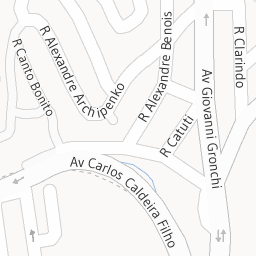 R Canto Bonito
R Alexandre Archipenko
R Alexandre Benois
R Catuti
Av Giovanni Gronchi
R Clarindo
Av Carlos Caldeira Filho